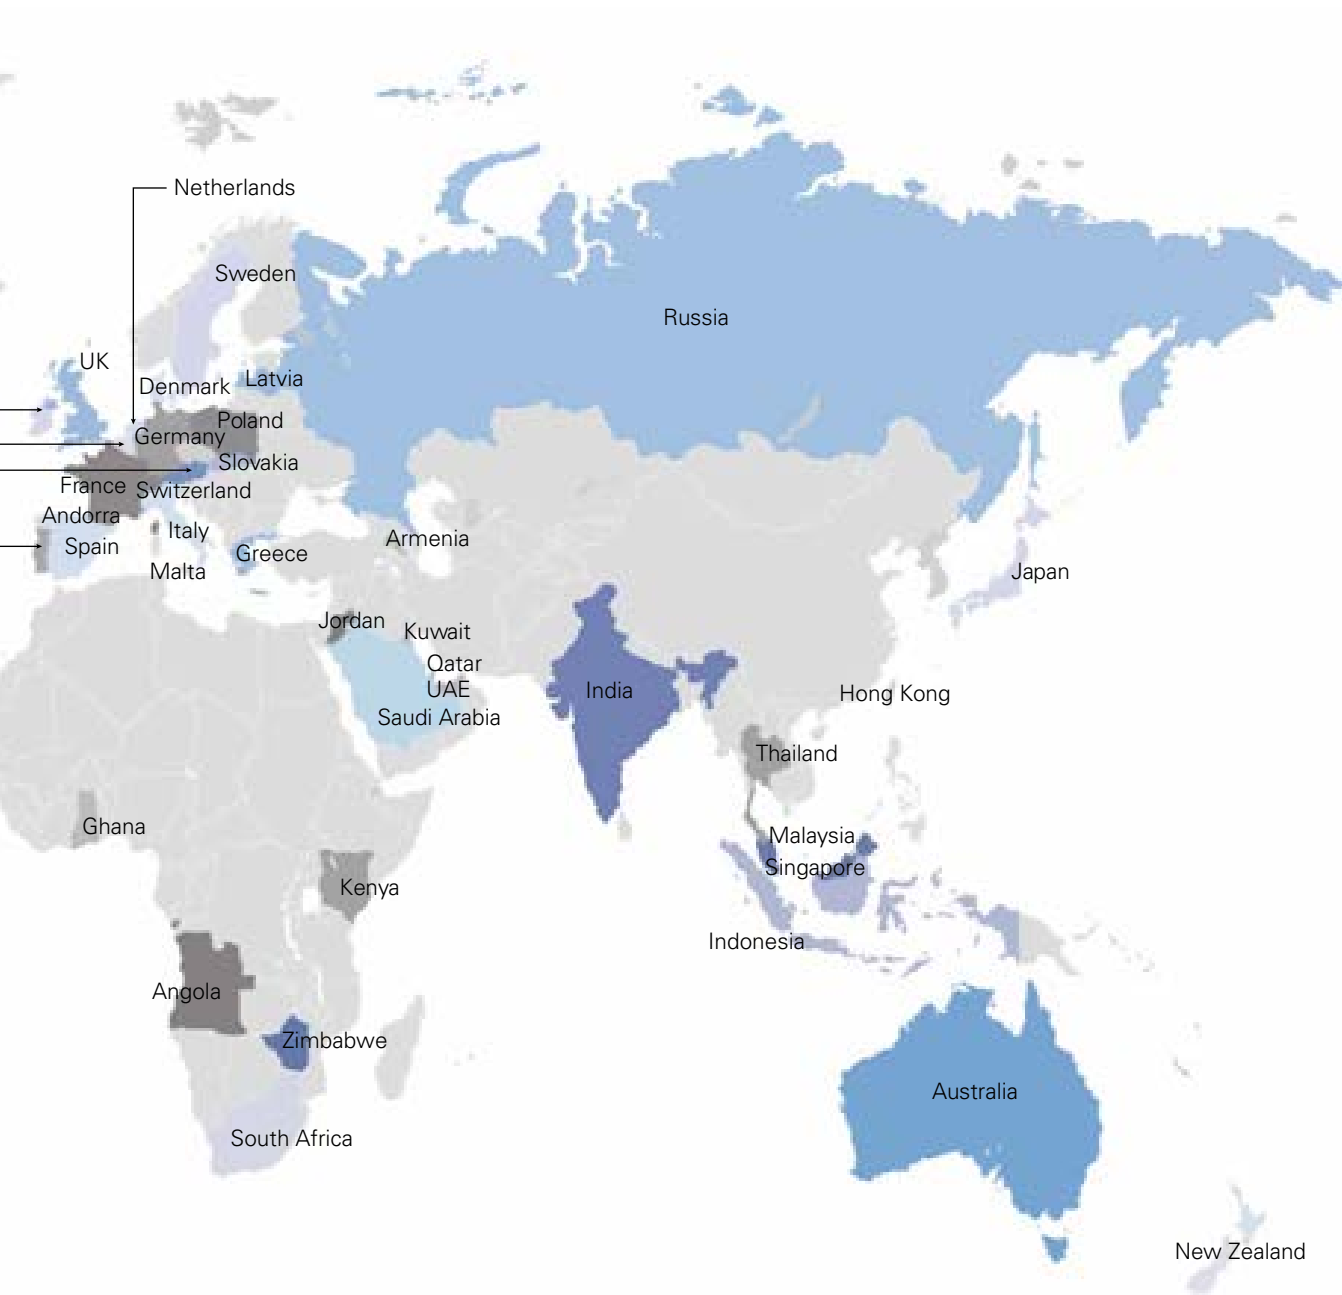 Netherlands
Sweden
Russia
UK
Denmark
Latvia
Poland
Germany
Slovakia
France
Switzerland
Andorra
Italy
Armenia
Spain
Greece
Malta
Japan
Jordan
Kuwait
Qatar
UAE
India
Hong Kong
Saudi Arabia
Thailand
Ghana
Malaysia
Singapore
Kenya
Indonesia
Angola
Zimbabwe
Australia
South Africa
New Zealand